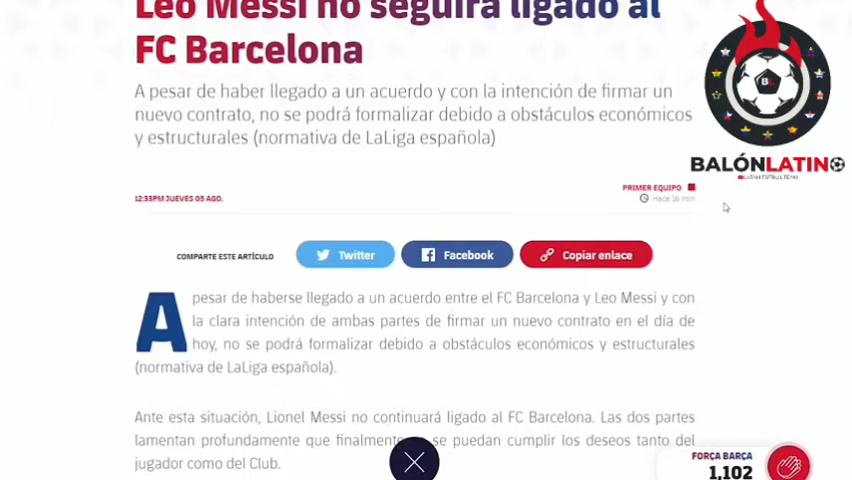 Leo Messi no seguirá ligado al
FC Barcelona
A pesar de haber llegado a un acuerdo y con la intención de firmar un
nuevo contrato, no se podrá formalizar debido a obstáculos económicos
y estructurales (normativa de LaLiga española)
BL
BALÓNLATINO
PRIMER EQUIPO
12:33PM JUEVES 05 AGO.
Hace 16 min
COMPARTE ESTE ARTÍCULO
Twitter
Facebook
Copiar enlace
A pesar de haberse llegado a un acuerdo entre el FC Barcelona y Leo Messi y con
la clara intención de ambas partes de firmar un nuevo contrato en el día de
hoy, no se podrá formalizar debido a obstáculos económicos y estructurales
(normativa de LaLiga española).
Ante esta situación, Lionel Messi no continuará ligado al FC Barcelona. Las dos partes
lamentan profundamente que finalmente se puedan cumplir los deseos tanto del
jugador como del Club.
FORÇA BARÇA
1,102